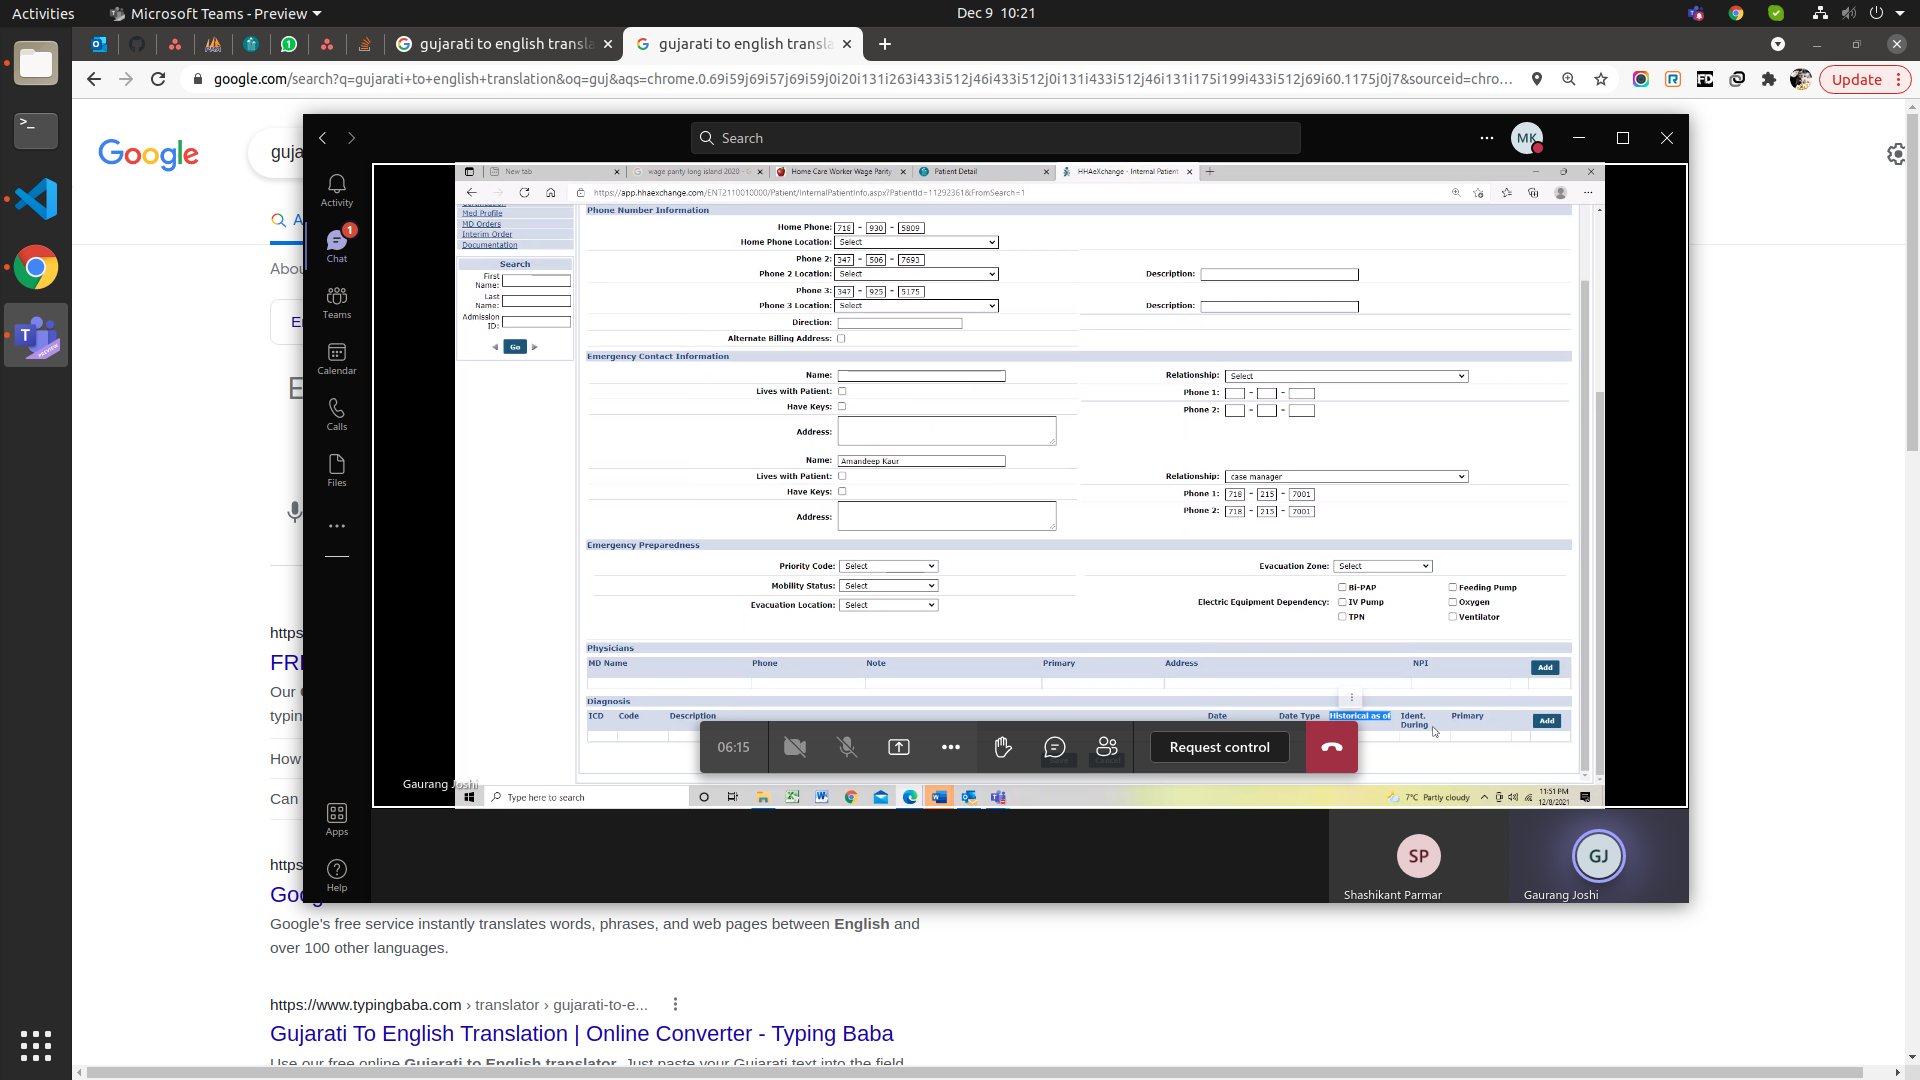 Activities
Microsoft Teams - Preview
Dec 9 10:21
gujarati to english transla
gujarati to english transla
google.com/search?q=gujarati+to+english+translation&oq=guj&aqs=chrome.0.69i59j69i57j69i59j0i20i131i263i433i512j46i433i512j0i131i433i512j46i131i175i199i433i512j69i60.1175j0j7&sourceid=chro...
Update
Google
guja
Search
MK
Activity
1
Chat
Teams
Calendar
Calls
Files
Apps
Help
New tab
wage parity long island 2020 -
Home Care Worker Wage Parity
Patient Detail
HHAeXchange - Internal Patient
https://app.hhaexchange.com/ENT2110010000/Patient/InternalPatientInfo.aspx?PatientId=11292361&FromSearch=1
Med Profile
MD Orders
Interim Order
Documentation
Search
First Name:
Last Name:
Admission ID:
Go
Phone Number Information
Home Phone: 718 - 930 - 5809
Home Phone Location: Select
Phone 2: 347 - 506 - 7693
Phone 2 Location: Select
Description:
Phone 3: 347 - 925 - 5175
Phone 3 Location: Select
Description:
Direction:
Alternate Billing Address:
Emergency Contact Information
Name:
Relationship: Select
Lives with Patient:
Phone 1: - -
Have Keys:
Phone 2: - -
Address:
Name: Amandeep Kaur
Lives with Patient:
Relationship: case manager
Have Keys:
Phone 1: 718 - 215 - 7001
Address:
Phone 2: 718 - 215 - 7001
Emergency Preparedness
Priority Code: Select
Evacuation Zone: Select
Mobility Status: Select
Evacuation Location: Select
Electric Equipment Dependency:
Bi-PAP
Feeding Pump
IV Pump
Oxygen
TPN
Ventilator
Physicians
MD Name Phone Note Primary Address NPI Add
Diagnosis
ICD Code Description Date Date Type Historical as of Ident. During Primary Add
06:15
Request control
Gaurang Joshi
Type here to search
7°C Partly cloudy
11:51 PM
12/8/2021
SP
Shashikant Parmar
GJ
Gaurang Joshi
A
Abou
E
https
FRE
Our
typin
How
Can
https
Goo
Google's free service instantly translates words, phrases, and web pages between English and
over 100 other languages.
https://www.typingbaba.com › translator › gujarati-to-e...
Gujarati To English Translation | Online Converter - Typing Baba
Use our free online Gujarati to English translator. Just paste your Gujarati text into the field